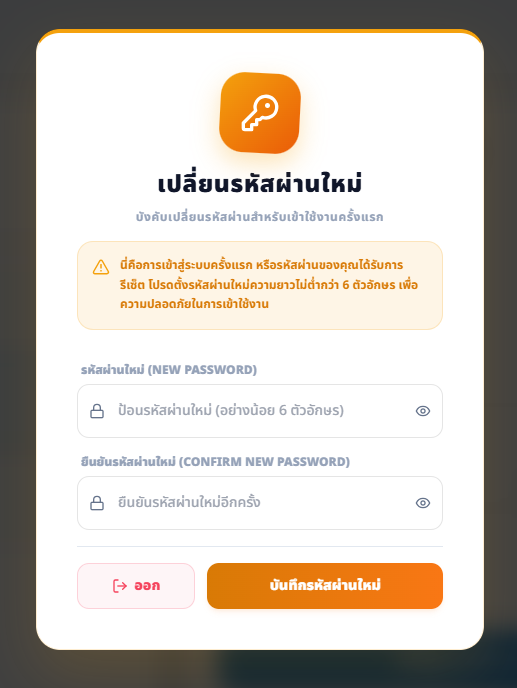 เปลี่ยนรหัสผ่านใหม่
บังคับเปลี่ยนรหัสผ่านสำหรับเข้าใช้งานครั้งแรก
นี่คือการเข้าสู่ระบบครั้งแรก หรือรหัสผ่านของคุณได้รับการ
รีเซ็ต โปรดตั้งรหัสผ่านใหม่ความยาวไม่ต่ำกว่า 6 ตัวอักษร เพื่อ
ความปลอดภัยในการเข้าใช้งาน
รหัสผ่านใหม่ (NEW PASSWORD)
ป้อนรหัสผ่านใหม่ (อย่างน้อย 6 ตัวอักษร)
ยืนยันรหัสผ่านใหม่ (CONFIRM NEW PASSWORD)
ยืนยันรหัสผ่านใหม่อีกครั้ง
ออก
บันทึกรหัสผ่านใหม่